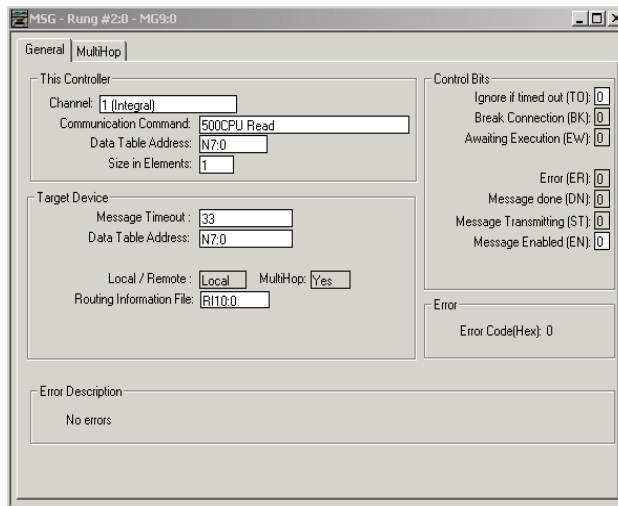 MSG - Rung #2:0 - MG9:0
General
MultiHop
This Controller
Channel: 1 (Integral)
Communication Command: 500CPU Read
Data Table Address: N7:0
Size in Elements: 1
Target Device
Message Timeout : 33
Data Table Address: N7:0
Local / Remote : Local MultiHop: Yes
Routing Information File: RI10:0
Control Bits
Ignore if timed out (TO): 0
Break Connection (BK): 0
Awaiting Execution (EW): 0
Error (ER): 0
Message done (DN): 0
Message Transmitting (ST): 0
Message Enabled (EN): 0
Error
Error Code(Hex): 0
Error Description
No errors